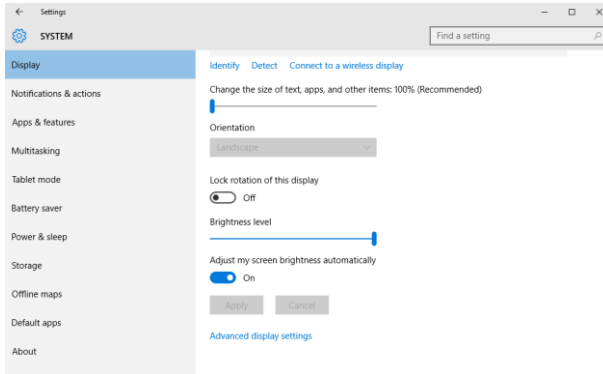 Settings
SYSTEM
Find a setting
Display
Notifications & actions
Apps & features
Multitasking
Tablet mode
Battery saver
Power & sleep
Storage
Offline maps
Default apps
About
Identify Detect Connect to a wireless display
Change the size of text, apps, and other items: 100% (Recommended)
Orientation
Landscape
Lock rotation of this display
Off
Brightness level
Adjust my screen brightness automatically
On
Apply Cancel
Advanced display settings